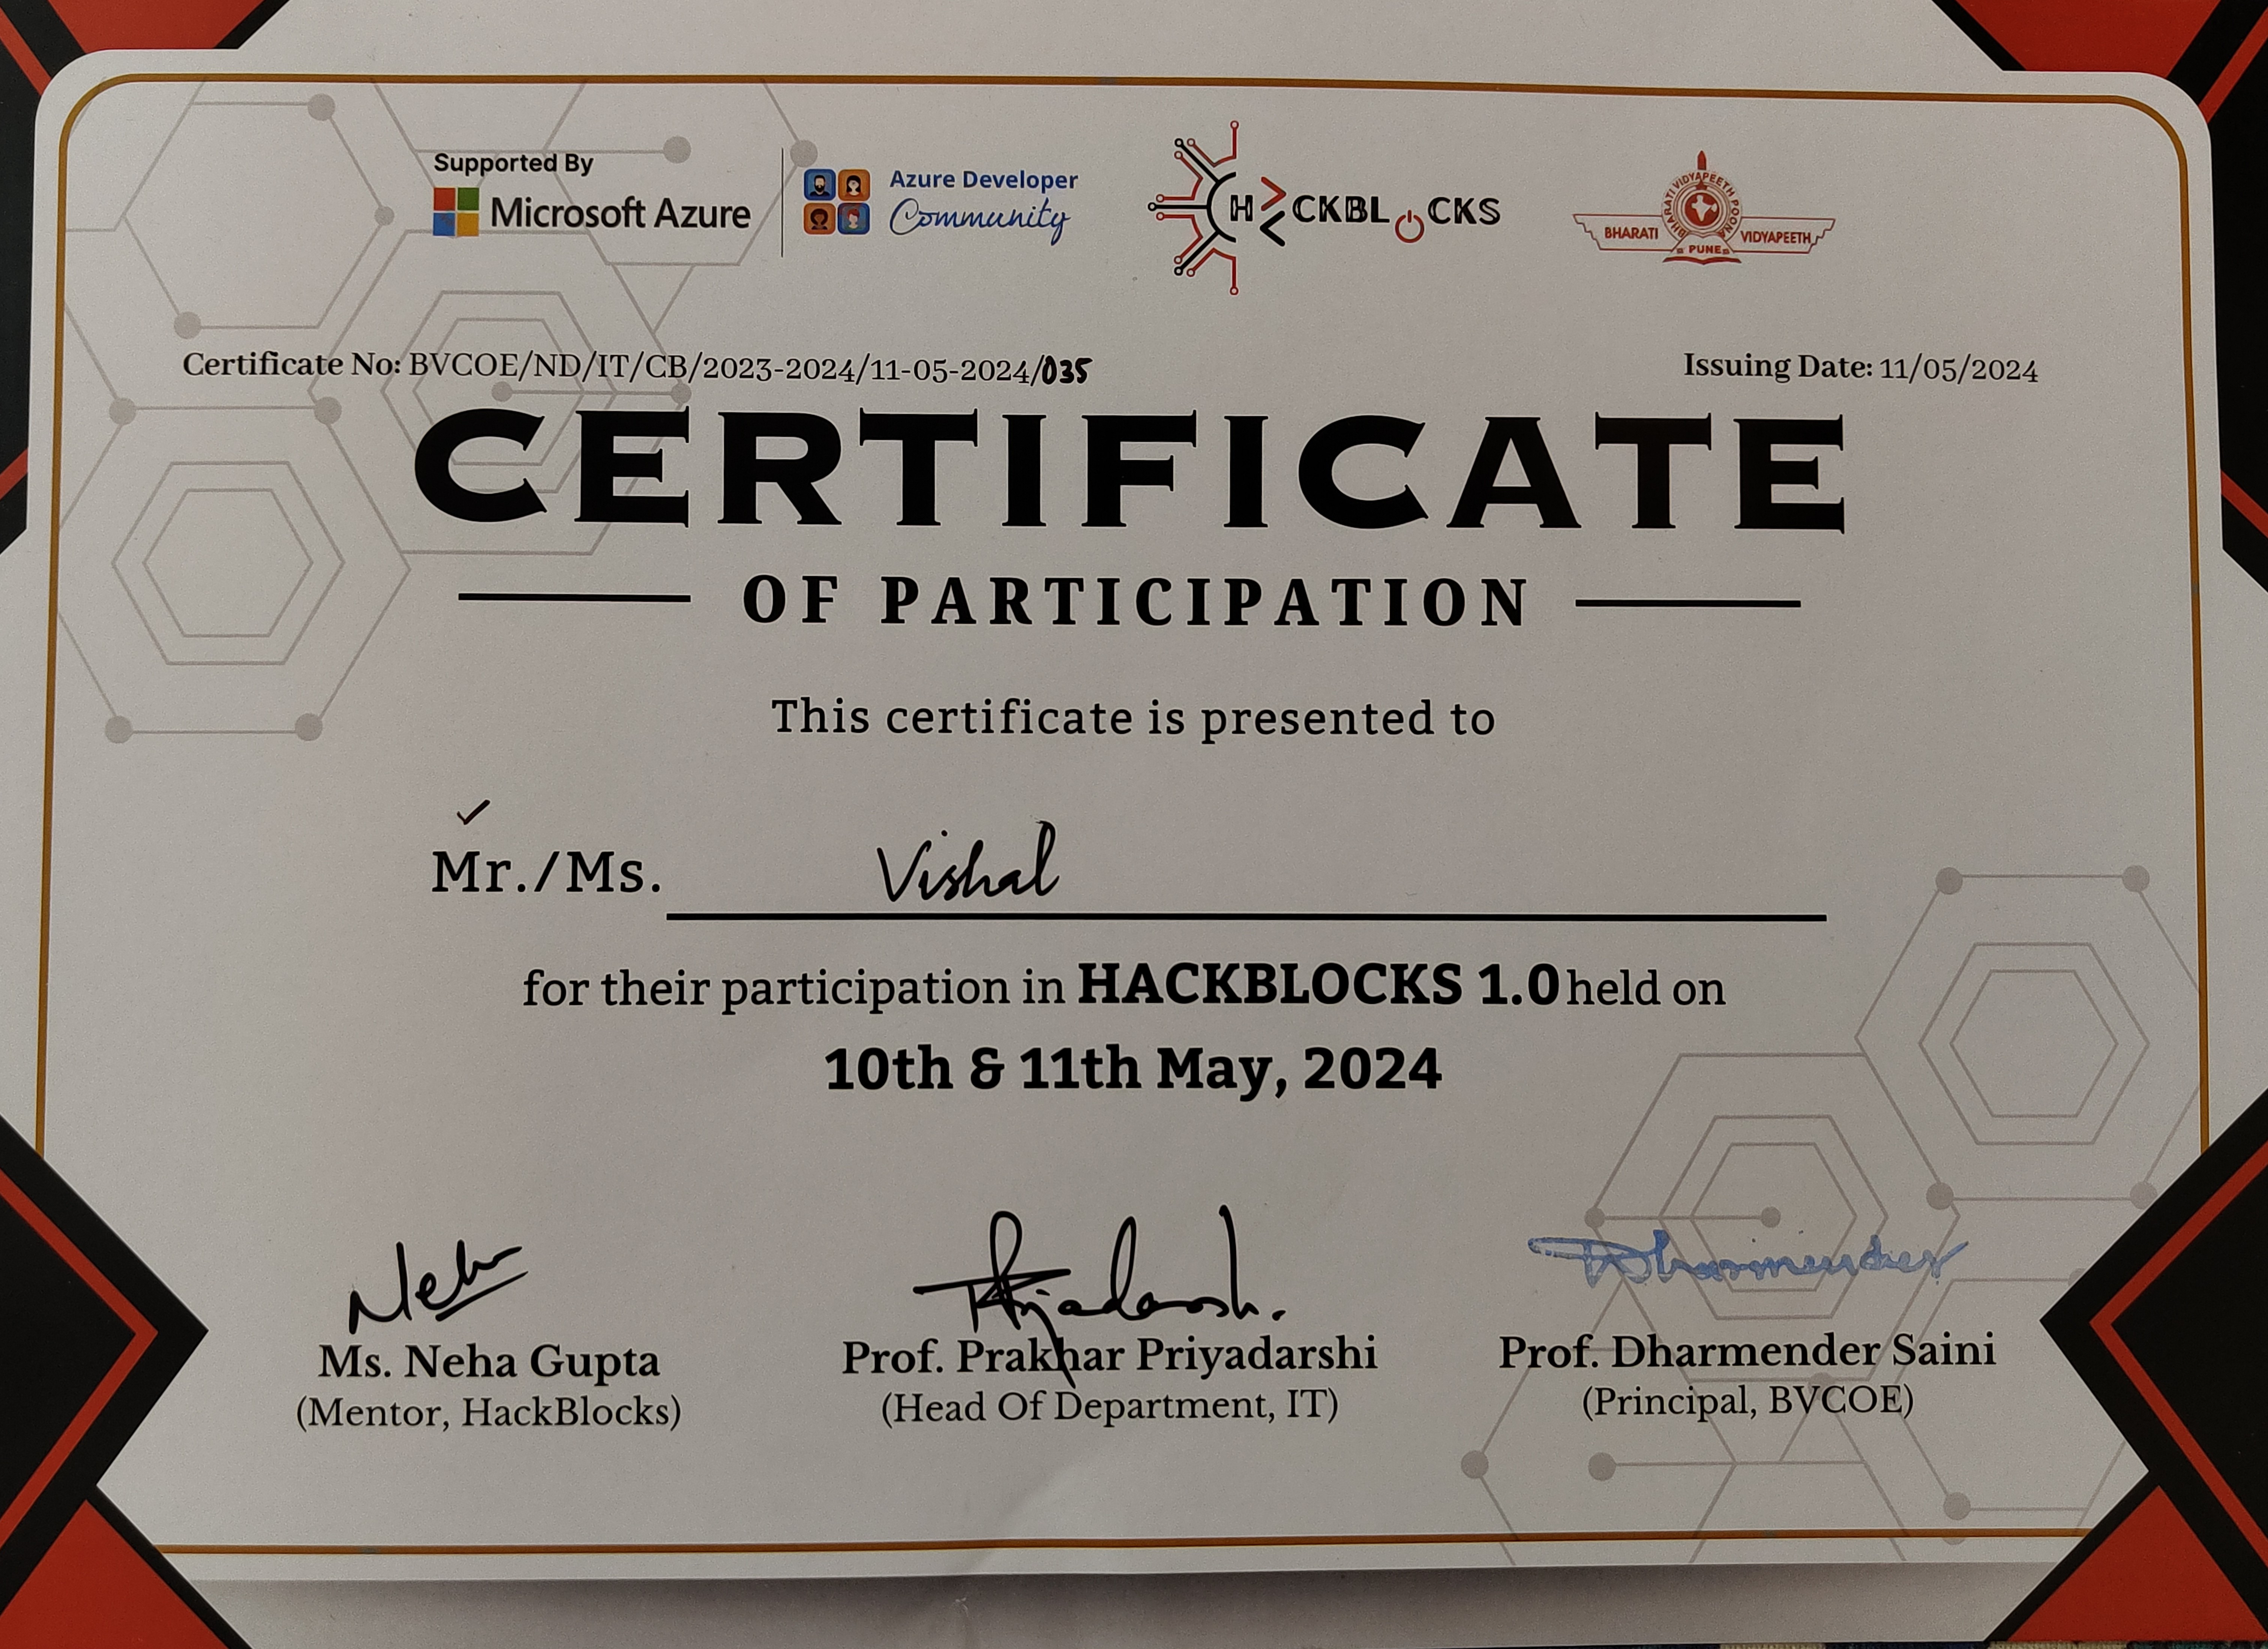 Supported By
Microsoft Azure
Azure Developer
Community
HACKBLOCKS
BHARATI VIDYAPEETH POONA
BHARATI VIDYAPEETH
PUNE
Certificate No: BVCOE/ND/IT/CB/2023-2024/11-05-2024/035
Issuing Date: 11/05/2024
CERTIFICATE
OF PARTICIPATION
This certificate is presented to
Mr./Ms. Vishal
for their participation in HACKBLOCKS 1.0 held on
10th & 11th May, 2024
Neha
Priyadarsh.
Dharmender
Ms. Neha Gupta
(Mentor, HackBlocks)
Prof. Prakhar Priyadarshi
(Head Of Department, IT)
Prof. Dharmender Saini
(Principal, BVCOE)